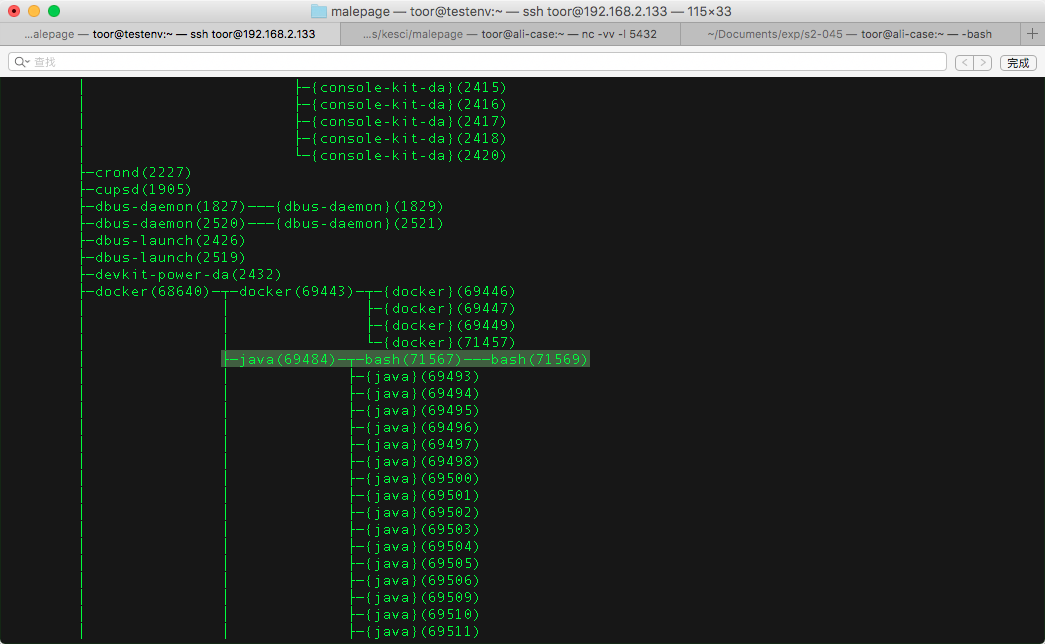 malepage — toor@testenv:~ — ssh toor@192.168.2.133 — 115×33
...alepage — toor@testenv:~ — ssh toor@192.168.2.133 ...s/kesci/malepage — toor@ali-case:~ — nc -vv -l 5432 ~/Documents/exp/s2-045 — toor@ali-case:~ — -bash +
查找 < > 完成
│ ├─{console-kit-da}(2415)
│ ├─{console-kit-da}(2416)
│ ├─{console-kit-da}(2417)
│ ├─{console-kit-da}(2418)
│ └─{console-kit-da}(2420)
├─crond(2227)
├─cupsd(1905)
├─dbus-daemon(1827)───{dbus-daemon}(1829)
├─dbus-daemon(2520)───{dbus-daemon}(2521)
├─dbus-launch(2426)
├─dbus-launch(2519)
├─devkit-power-da(2432)
├─docker(68640)─┬─docker(69443)─┬─{docker}(69446)
│ │ ├─{docker}(69447)
│ │ ├─{docker}(69449)
│ │ └─{docker}(71457)
│ ├─java(69484)─┬─bash(71567)───bash(71569)
│ │ ├─{java}(69493)
│ │ ├─{java}(69494)
│ │ ├─{java}(69495)
│ │ ├─{java}(69496)
│ │ ├─{java}(69497)
│ │ ├─{java}(69498)
│ │ ├─{java}(69500)
│ │ ├─{java}(69501)
│ │ ├─{java}(69502)
│ │ ├─{java}(69503)
│ │ ├─{java}(69504)
│ │ ├─{java}(69505)
│ │ ├─{java}(69506)
│ │ ├─{java}(69509)
│ │ ├─{java}(69510)
│ │ ├─{java}(69511)